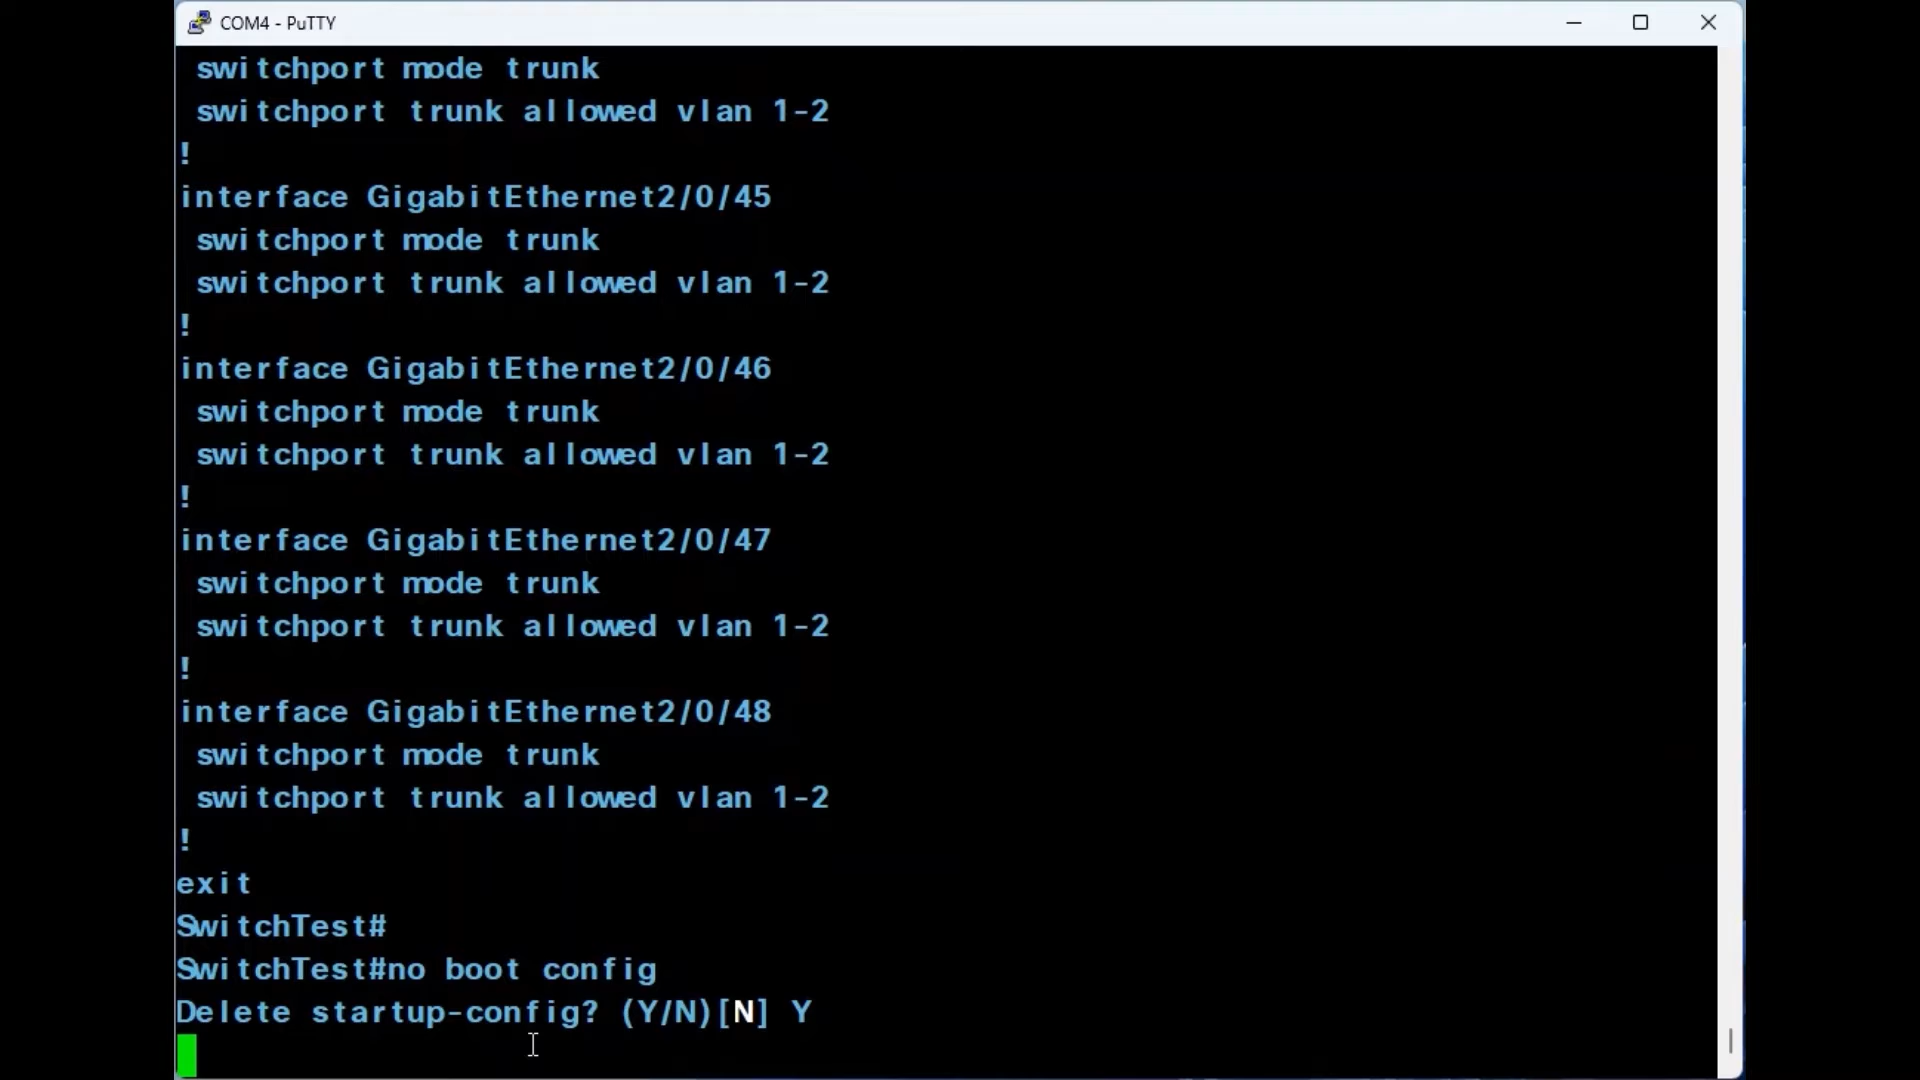 COM4 - PuTTY
switchport mode trunk
switchport trunk allowed vlan 1-2
!
interface GigabitEthernet2/0/45
switchport mode trunk
switchport trunk allowed vlan 1-2
!
interface GigabitEthernet2/0/46
switchport mode trunk
switchport trunk allowed vlan 1-2
!
interface GigabitEthernet2/0/47
switchport mode trunk
switchport trunk allowed vlan 1-2
!
interface GigabitEthernet2/0/48
switchport mode trunk
switchport trunk allowed vlan 1-2
!
exit
SwitchTest#
SwitchTest#no boot config
Delete startup-config? (Y/N)[N] Y